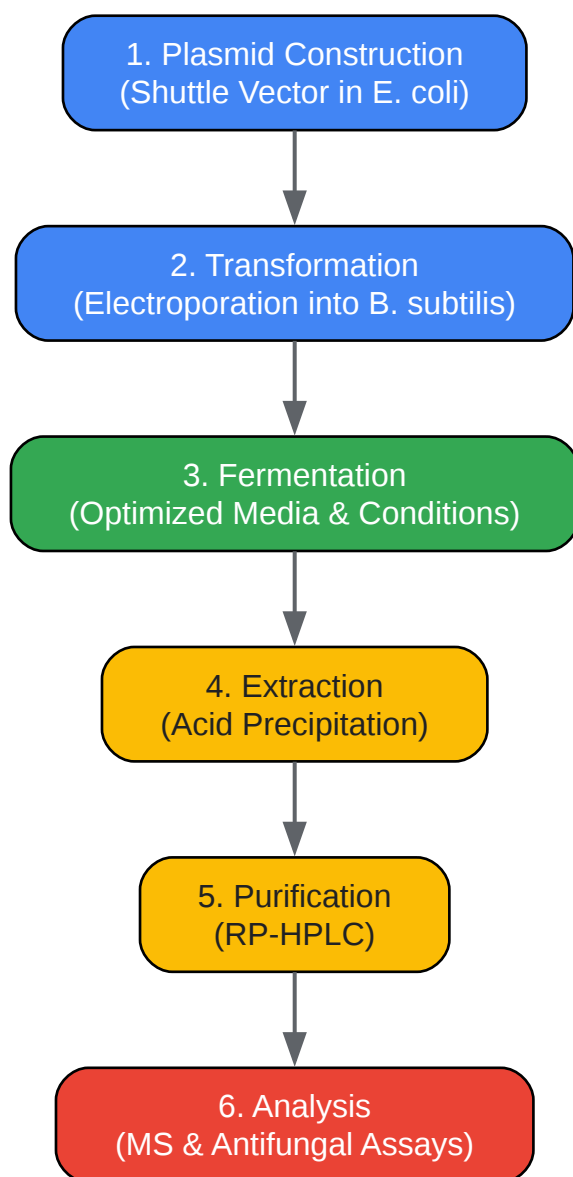 1. Plasmid Construction
(Shuttle Vector in E. coli)
2. Transformation
(Electroporation into B. subtilis)
3. Fermentation
(Optimized Media & Conditions)
4. Extraction
(Acid Precipitation)
5. Purification
(RP-HPLC)
6. Analysis
(MS & Antifungal Assays)